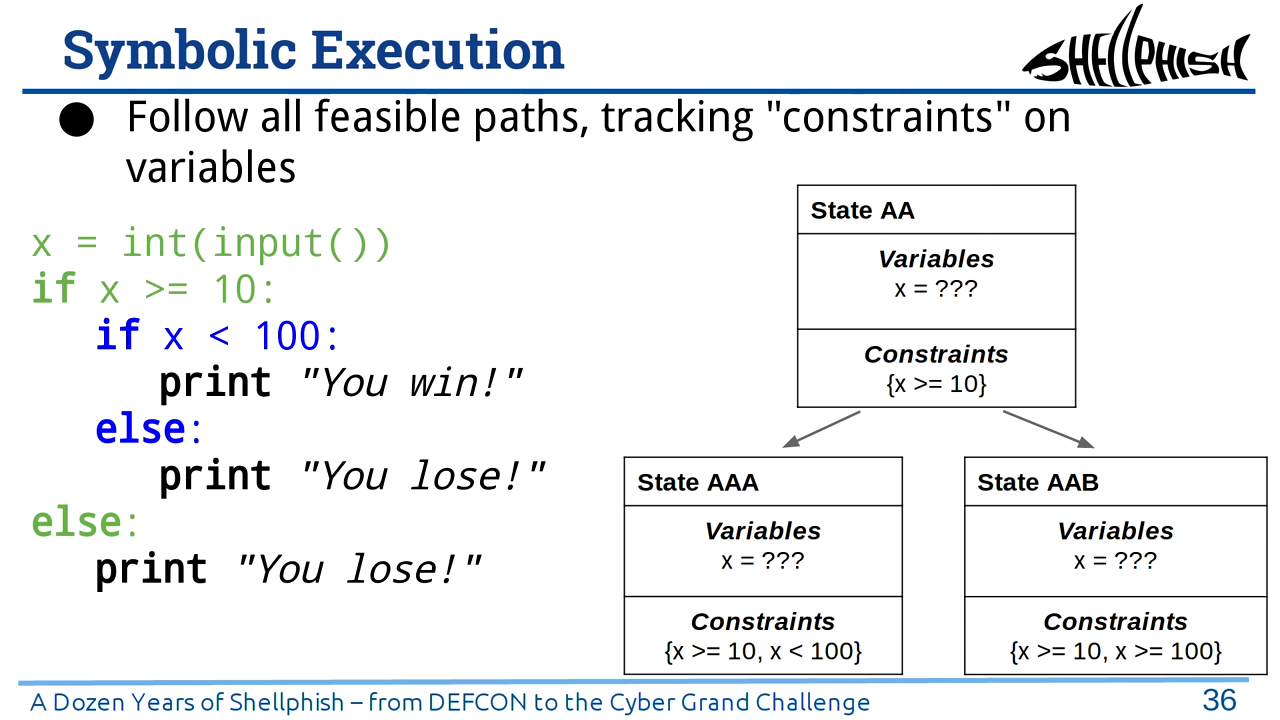 Symbolic Execution
SHELLPHISH
● Follow all feasible paths, tracking "constraints" on
variables
x = int(input())
if x >= 10:
if x < 100:
print "You win!"
else:
print "You lose!"
else:
print "You lose!"
State AA
Variables
x = ???
Constraints
{x >= 10}
State AAA
Variables
x = ???
Constraints
{x >= 10, x < 100}
State AAB
Variables
x = ???
Constraints
{x >= 10, x >= 100}
A Dozen Years of Shellphish – from DEFCON to the Cyber Grand Challenge
36